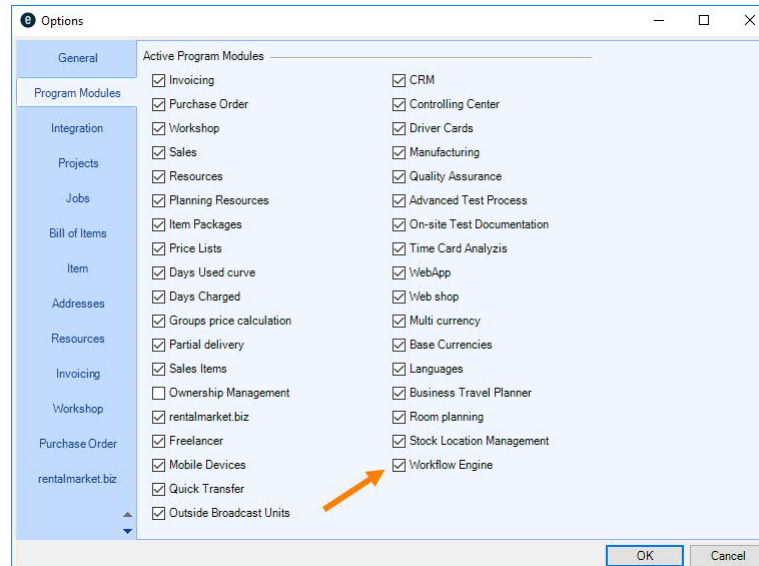 e Options
General
Program Modules
Integration
Projects
Jobs
Bill of Items
Item
Addresses
Resources
Invoicing
Workshop
Purchase Order
rentalmarket.biz
Active Program Modules
Invoicing
Purchase Order
Workshop
Sales
Resources
Planning Resources
Item Packages
Price Lists
Days Used curve
Days Charged
Groups price calculation
Partial delivery
Sales Items
Ownership Management
rentalmarket.biz
Freelancer
Mobile Devices
Quick Transfer
Outside Broadcast Units
CRM
Controlling Center
Driver Cards
Manufacturing
Quality Assurance
Advanced Test Process
On-site Test Documentation
Time Card Analyzis
WebApp
Web shop
Multi currency
Base Currencies
Languages
Business Travel Planner
Room planning
Stock Location Management
Workflow Engine
OK
Cancel